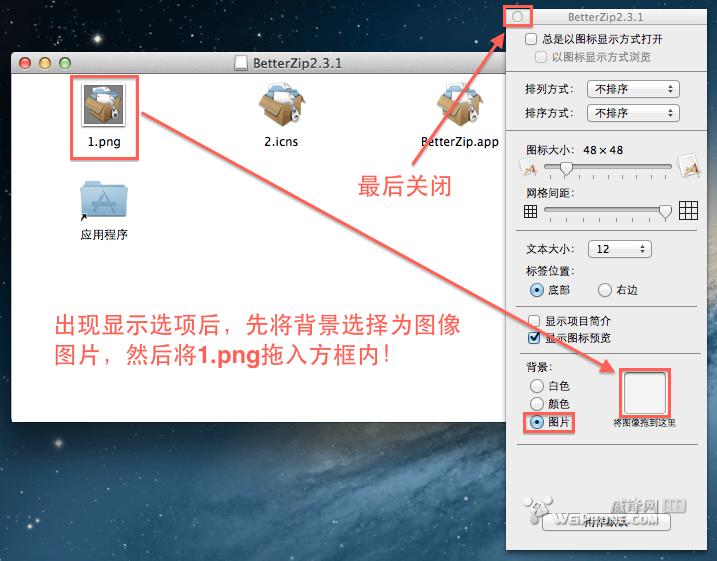 BetterZip2.3.1
1.png
2.icns
BetterZip.app
应用程序
最后关闭
出现显示选项后，先将背景选择为图像
图片，然后将1.png拖入方框内！
BetterZip2.3.1
总是以图标显示方式打开
以图标显示方式浏览
排列方式： 不排序
排序方式： 不排序
图标大小： 48 × 48
网格间距：
文本大小： 12
标签位置：
底部 右边
显示项目简介
显示图标预览
背景：
白色
颜色
图片
将图像拖到这里
威锋网
WEIPHONE.COM